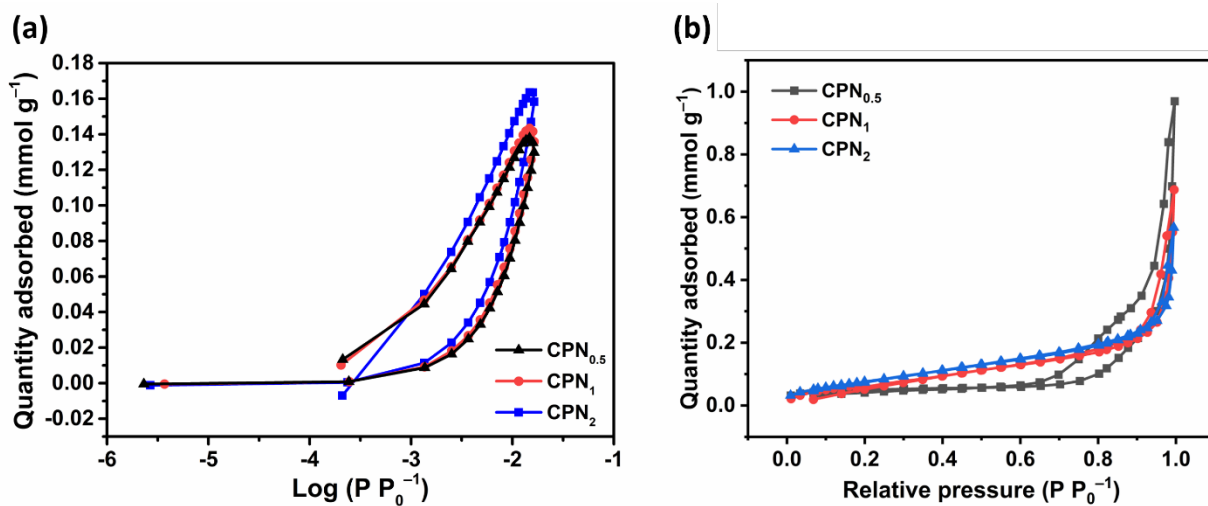 (a)
Quantity adsorbed (mmol g⁻¹)
0.18
0.16
0.14
0.12
0.10
0.08
0.06
0.04
0.02
0.00
-0.02
-0.04
-6
-5
-4
-3
-2
-1
Log (P P₀⁻¹)
CPN₀.₅
CPN₁
CPN₂
(b)
Quantity adsorbed (mmol g⁻¹)
1.0
0.8
0.6
0.4
0.2
0.0
0.0
0.2
0.4
0.6
0.8
1.0
Relative pressure (P P₀⁻¹)
CPN₀.₅
CPN₁
CPN₂